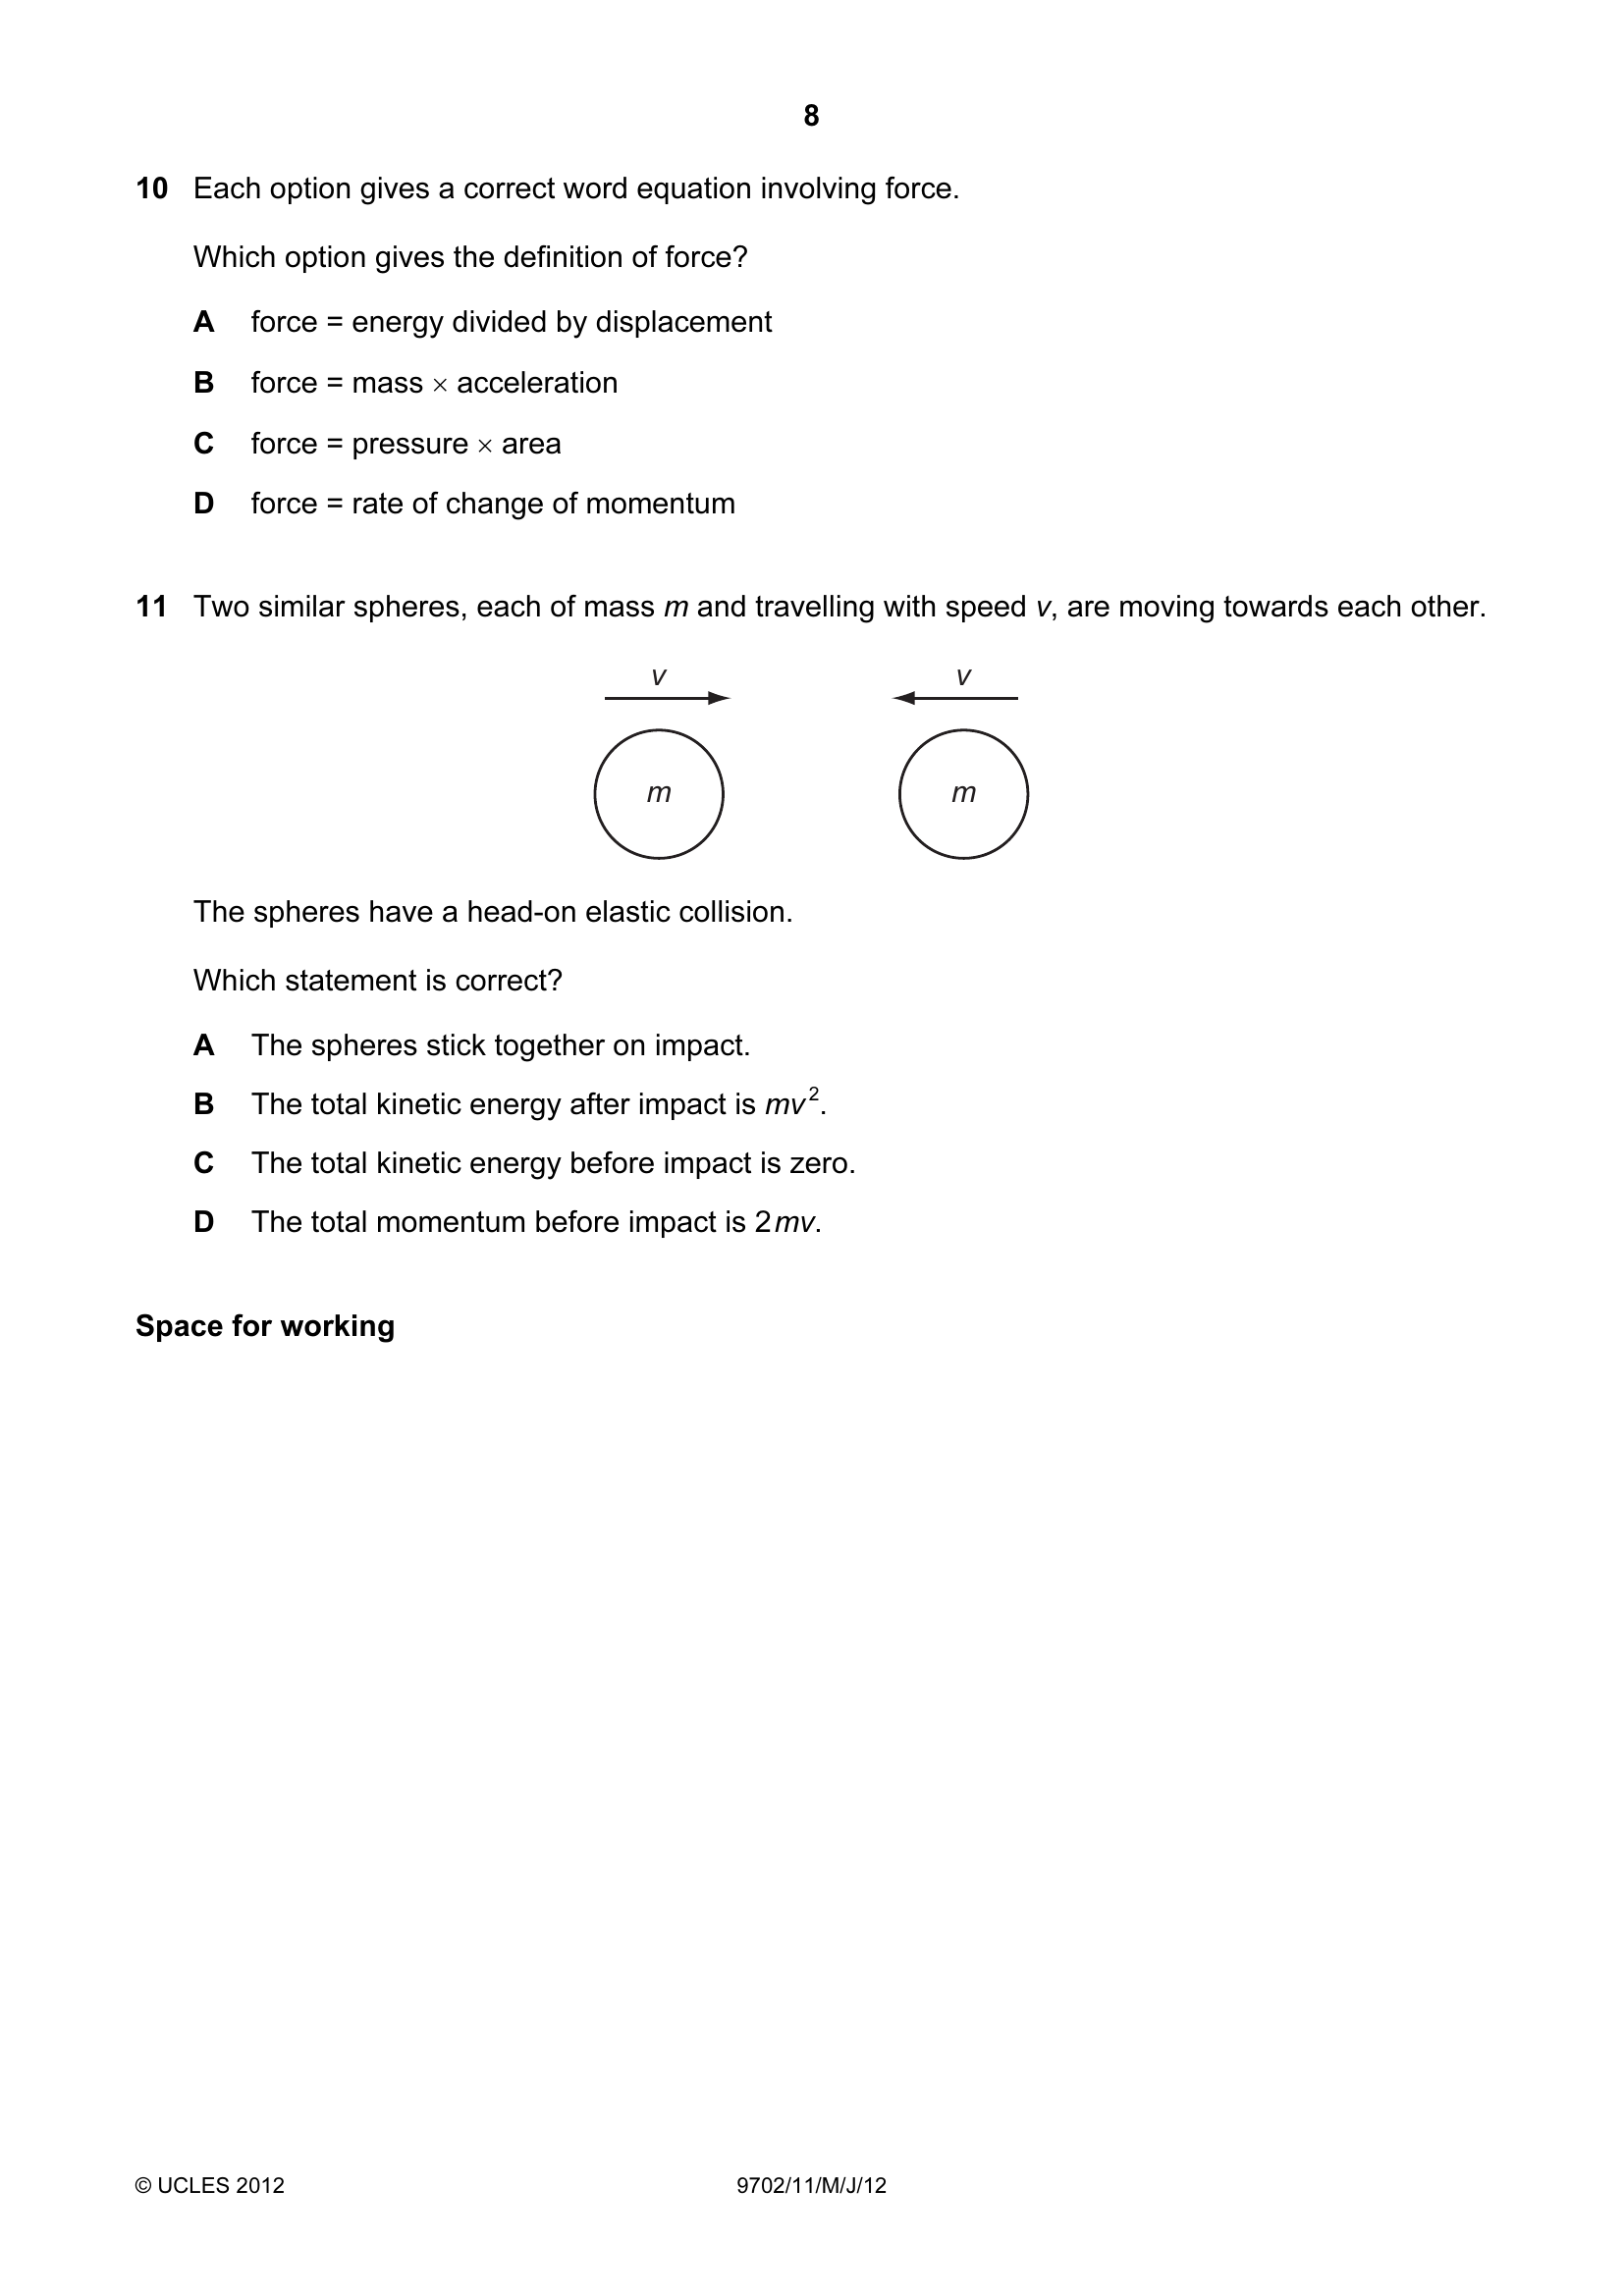 8
10 Each option gives a correct word equation involving force.
Which option gives the definition of force?
A force = energy divided by displacement
B force = mass × acceleration
C force = pressure × area
D force = rate of change of momentum
11 Two similar spheres, each of mass m and travelling with speed v, are moving towards each other.
v v
m m
The spheres have a head-on elastic collision.
Which statement is correct?
A The spheres stick together on impact.
B The total kinetic energy after impact is mv².
C The total kinetic energy before impact is zero.
D The total momentum before impact is 2mv.
Space for working
© UCLES 2012 9702/11/M/J/12